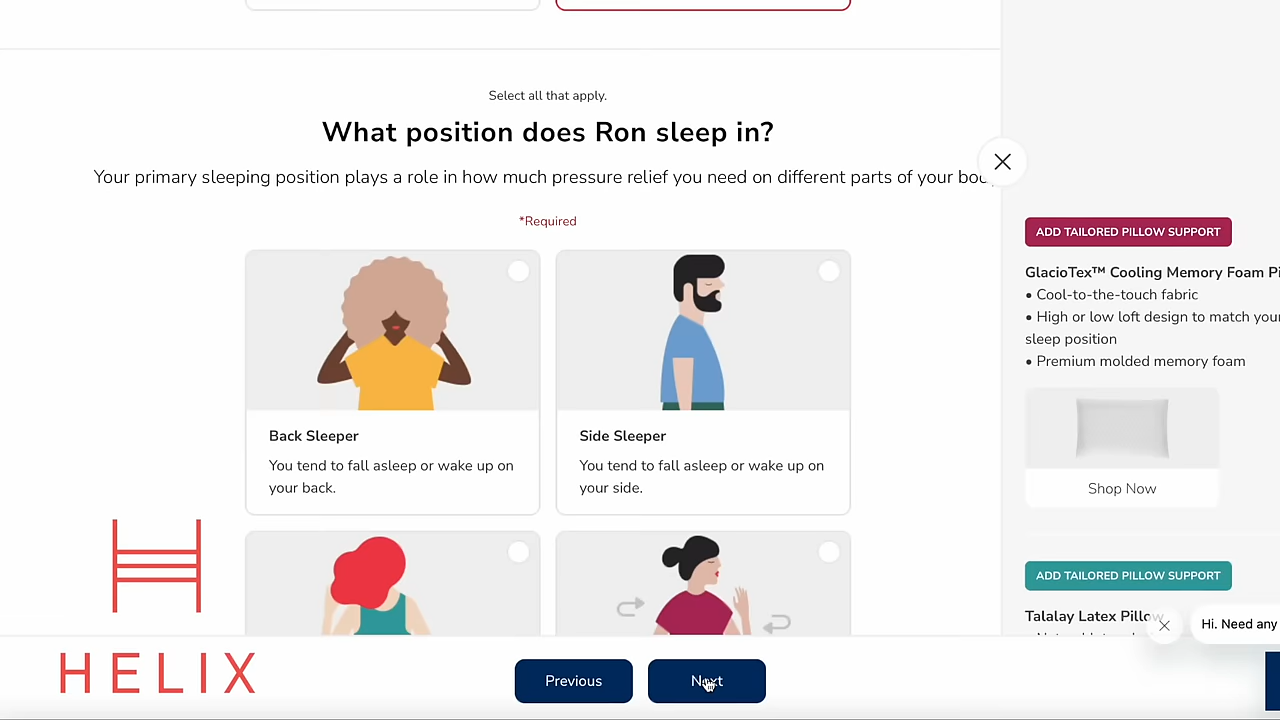 Select all that apply.
What position does Ron sleep in?
Your primary sleeping position plays a role in how much pressure relief you need on different parts of your
*Required
Back Sleeper
You tend to fall asleep or wake up on
your back.
Side Sleeper
You tend to fall asleep or wake up on
your side.
ADD TAILORED PILLOW SUPPORT
GlacioTex™ Cooling Memory Foam
• Cool-to-the-touch fabric
• High or low loft design to match your
sleep position
• Premium molded memory foam
Shop Now
ADD TAILORED PILLOW SUPPORT
Talalay Latex Pillow
Hi. Need any
HELIX
Previous
Next